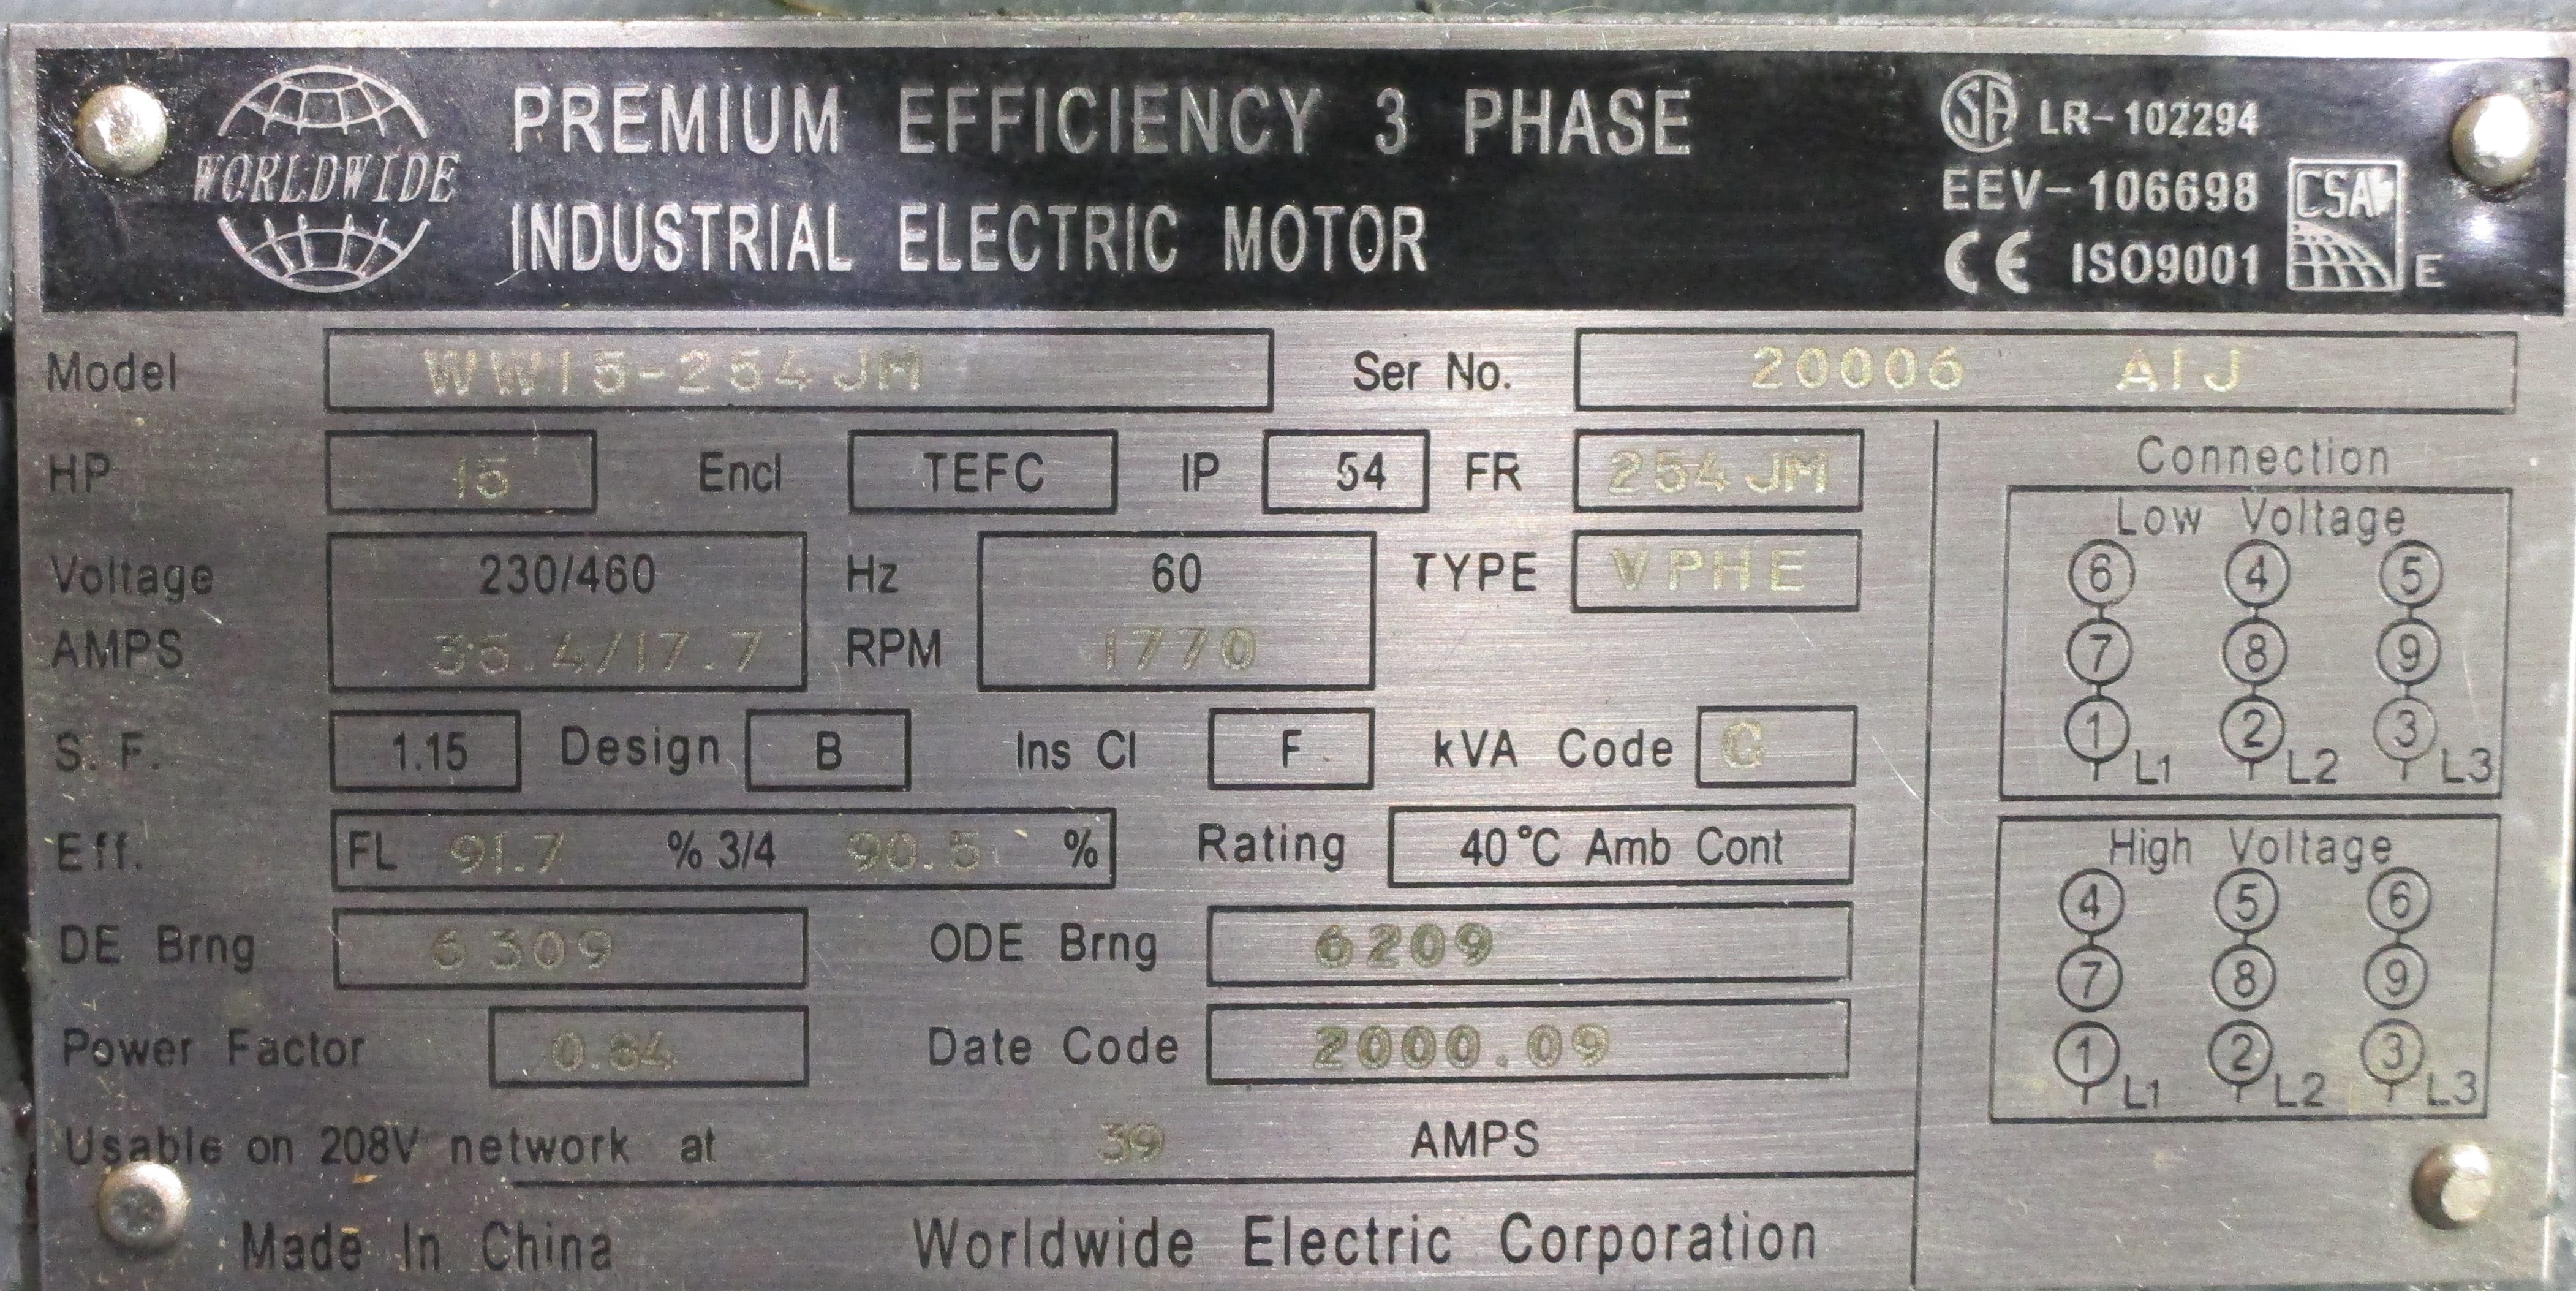 WORLDWIDE
PREMIUM EFFICIENCY 3 PHASE
INDUSTRIAL ELECTRIC MOTOR
SA LR-102294
EEV-106698
CE ISO9001
CSA E
Model WW15-254JM Ser No. 20006 A1J
HP 15 Encl TEFC IP 54 FR 254JM
Voltage 230/460 Hz 60 TYPE VPHE
AMPS 35.4/17.7 RPM 1770
S. F. 1.15 Design B Ins Cl F kVA Code G
Eff. FL 91.7 % 3/4 90.5 % Rating 40°C Amb Cont
DE Brng 6309 ODE Brng 6209
Power Factor 0.84 Date Code 2000.09
Usable on 208V network at 39 AMPS
Made In China Worldwide Electric Corporation
Connection
Low Voltage
6 4 5
7 8 9
1 L1 2 L2 3 L3
High Voltage
4 5 6
7 8 9
1 L1 2 L2 3 L3